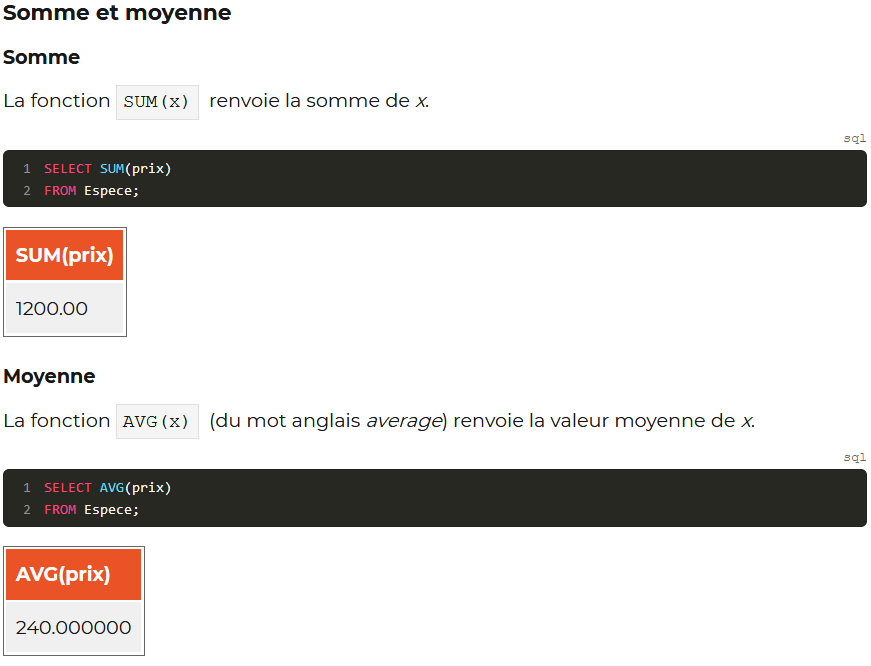 Somme et moyenne
Somme
La fonction SUM(x) renvoie la somme de x.
sql
1 SELECT SUM(prix)
2 FROM Espece;
SUM(prix)
1200.00
Moyenne
La fonction AVG(x) (du mot anglais average) renvoie la valeur moyenne de x.
sql
1 SELECT AVG(prix)
2 FROM Espece;
AVG(prix)
240.000000